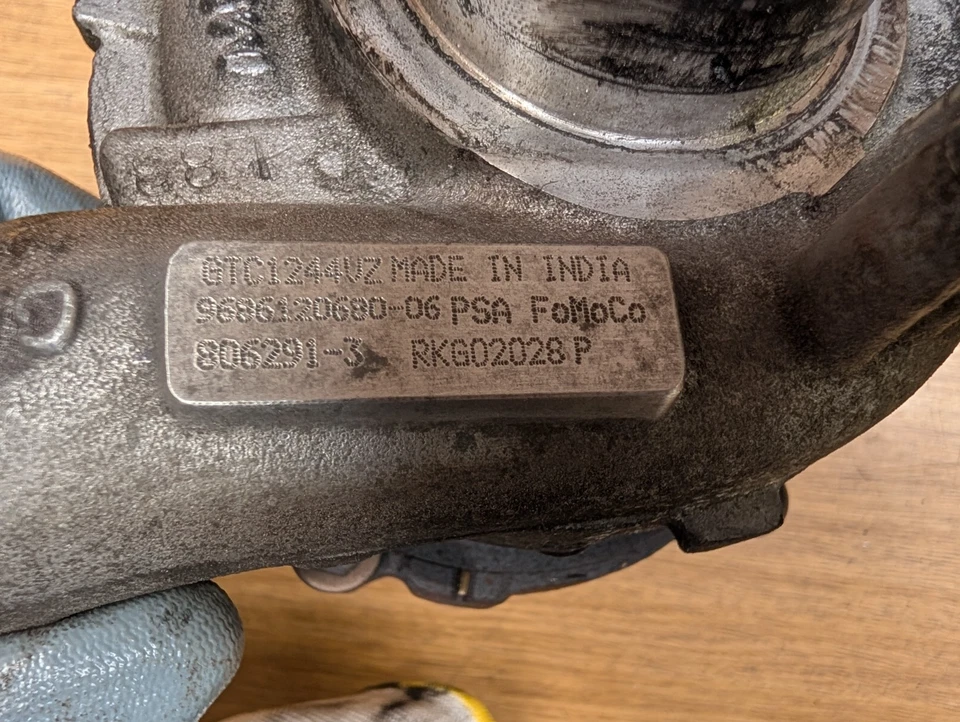 GTC1244VZ MADE IN INDIA
9686120680-06 PSA FoMoCo
806291-3 RKG02028 P